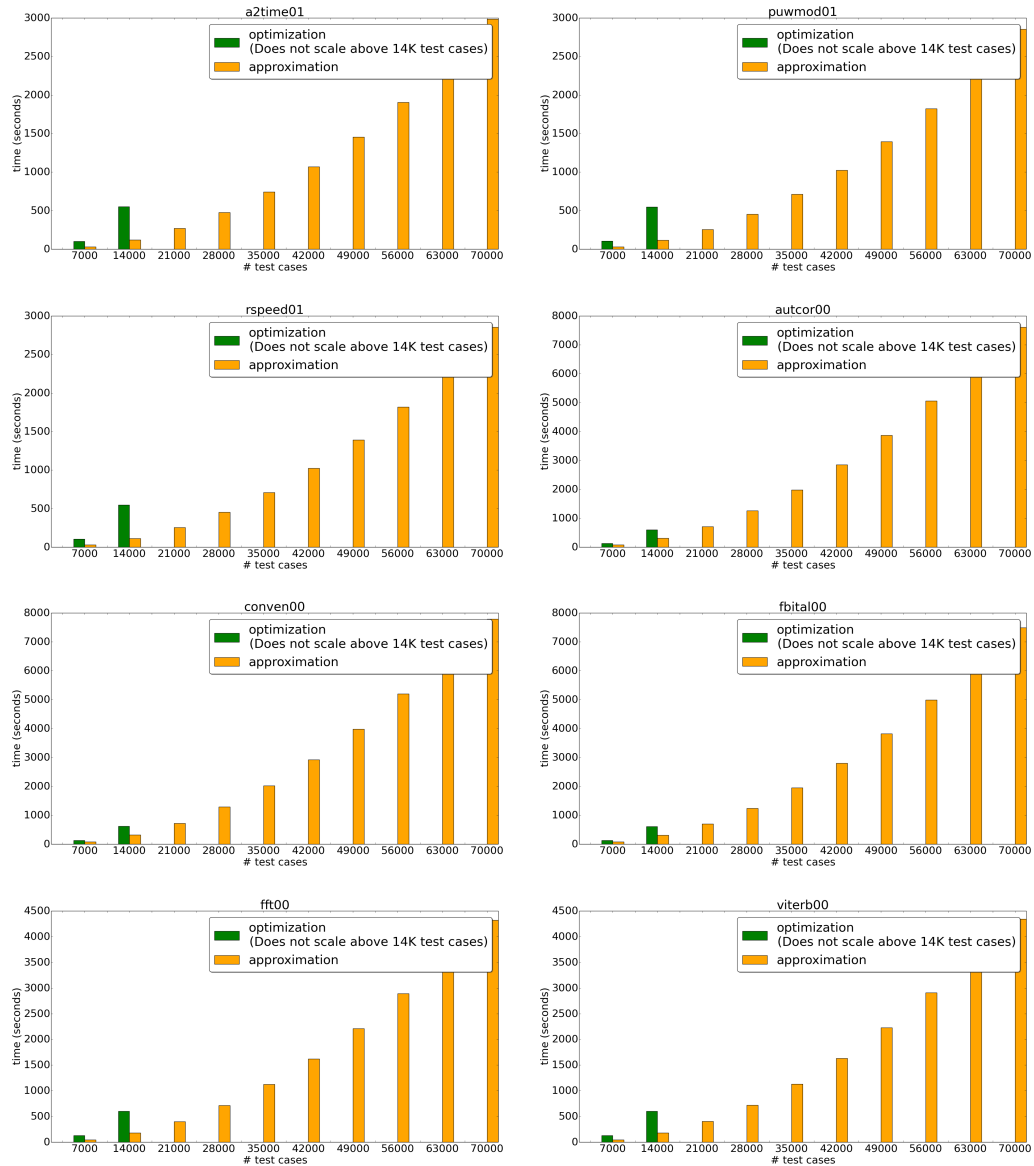 a2time01
3000
2500
2000
1500
1000
500
0
time (seconds)
optimization
(Does not scale above 14K test cases)
approximation
7000 14000 21000 28000 35000 42000 49000 56000 63000 70000
# test cases
puwmod01
3000
2500
2000
1500
1000
500
0
time (seconds)
optimization
(Does not scale above 14K test cases)
approximation
7000 14000 21000 28000 35000 42000 49000 56000 63000 70000
# test cases
rspeed01
3000
2500
2000
1500
1000
500
0
time (seconds)
optimization
(Does not scale above 14K test cases)
approximation
7000 14000 21000 28000 35000 42000 49000 56000 63000 70000
# test cases
autcor00
8000
7000
6000
5000
4000
3000
2000
1000
0
time (seconds)
optimization
(Does not scale above 14K test cases)
approximation
7000 14000 21000 28000 35000 42000 49000 56000 63000 70000
# test cases
conven00
8000
7000
6000
5000
4000
3000
2000
1000
0
time (seconds)
optimization
(Does not scale above 14K test cases)
approximation
7000 14000 21000 28000 35000 42000 49000 56000 63000 70000
# test cases
fbital00
8000
7000
6000
5000
4000
3000
2000
1000
0
time (seconds)
optimization
(Does not scale above 14K test cases)
approximation
7000 14000 21000 28000 35000 42000 49000 56000 63000 70000
# test cases
fft00
4500
4000
3500
3000
2500
2000
1500
1000
500
0
time (seconds)
optimization
(Does not scale above 14K test cases)
approximation
7000 14000 21000 28000 35000 42000 49000 56000 63000 70000
# test cases
viterb00
4500
4000
3500
3000
2500
2000
1500
1000
500
0
time (seconds)
optimization
(Does not scale above 14K test cases)
approximation
7000 14000 21000 28000 35000 42000 49000 56000 63000 70000
# test cases